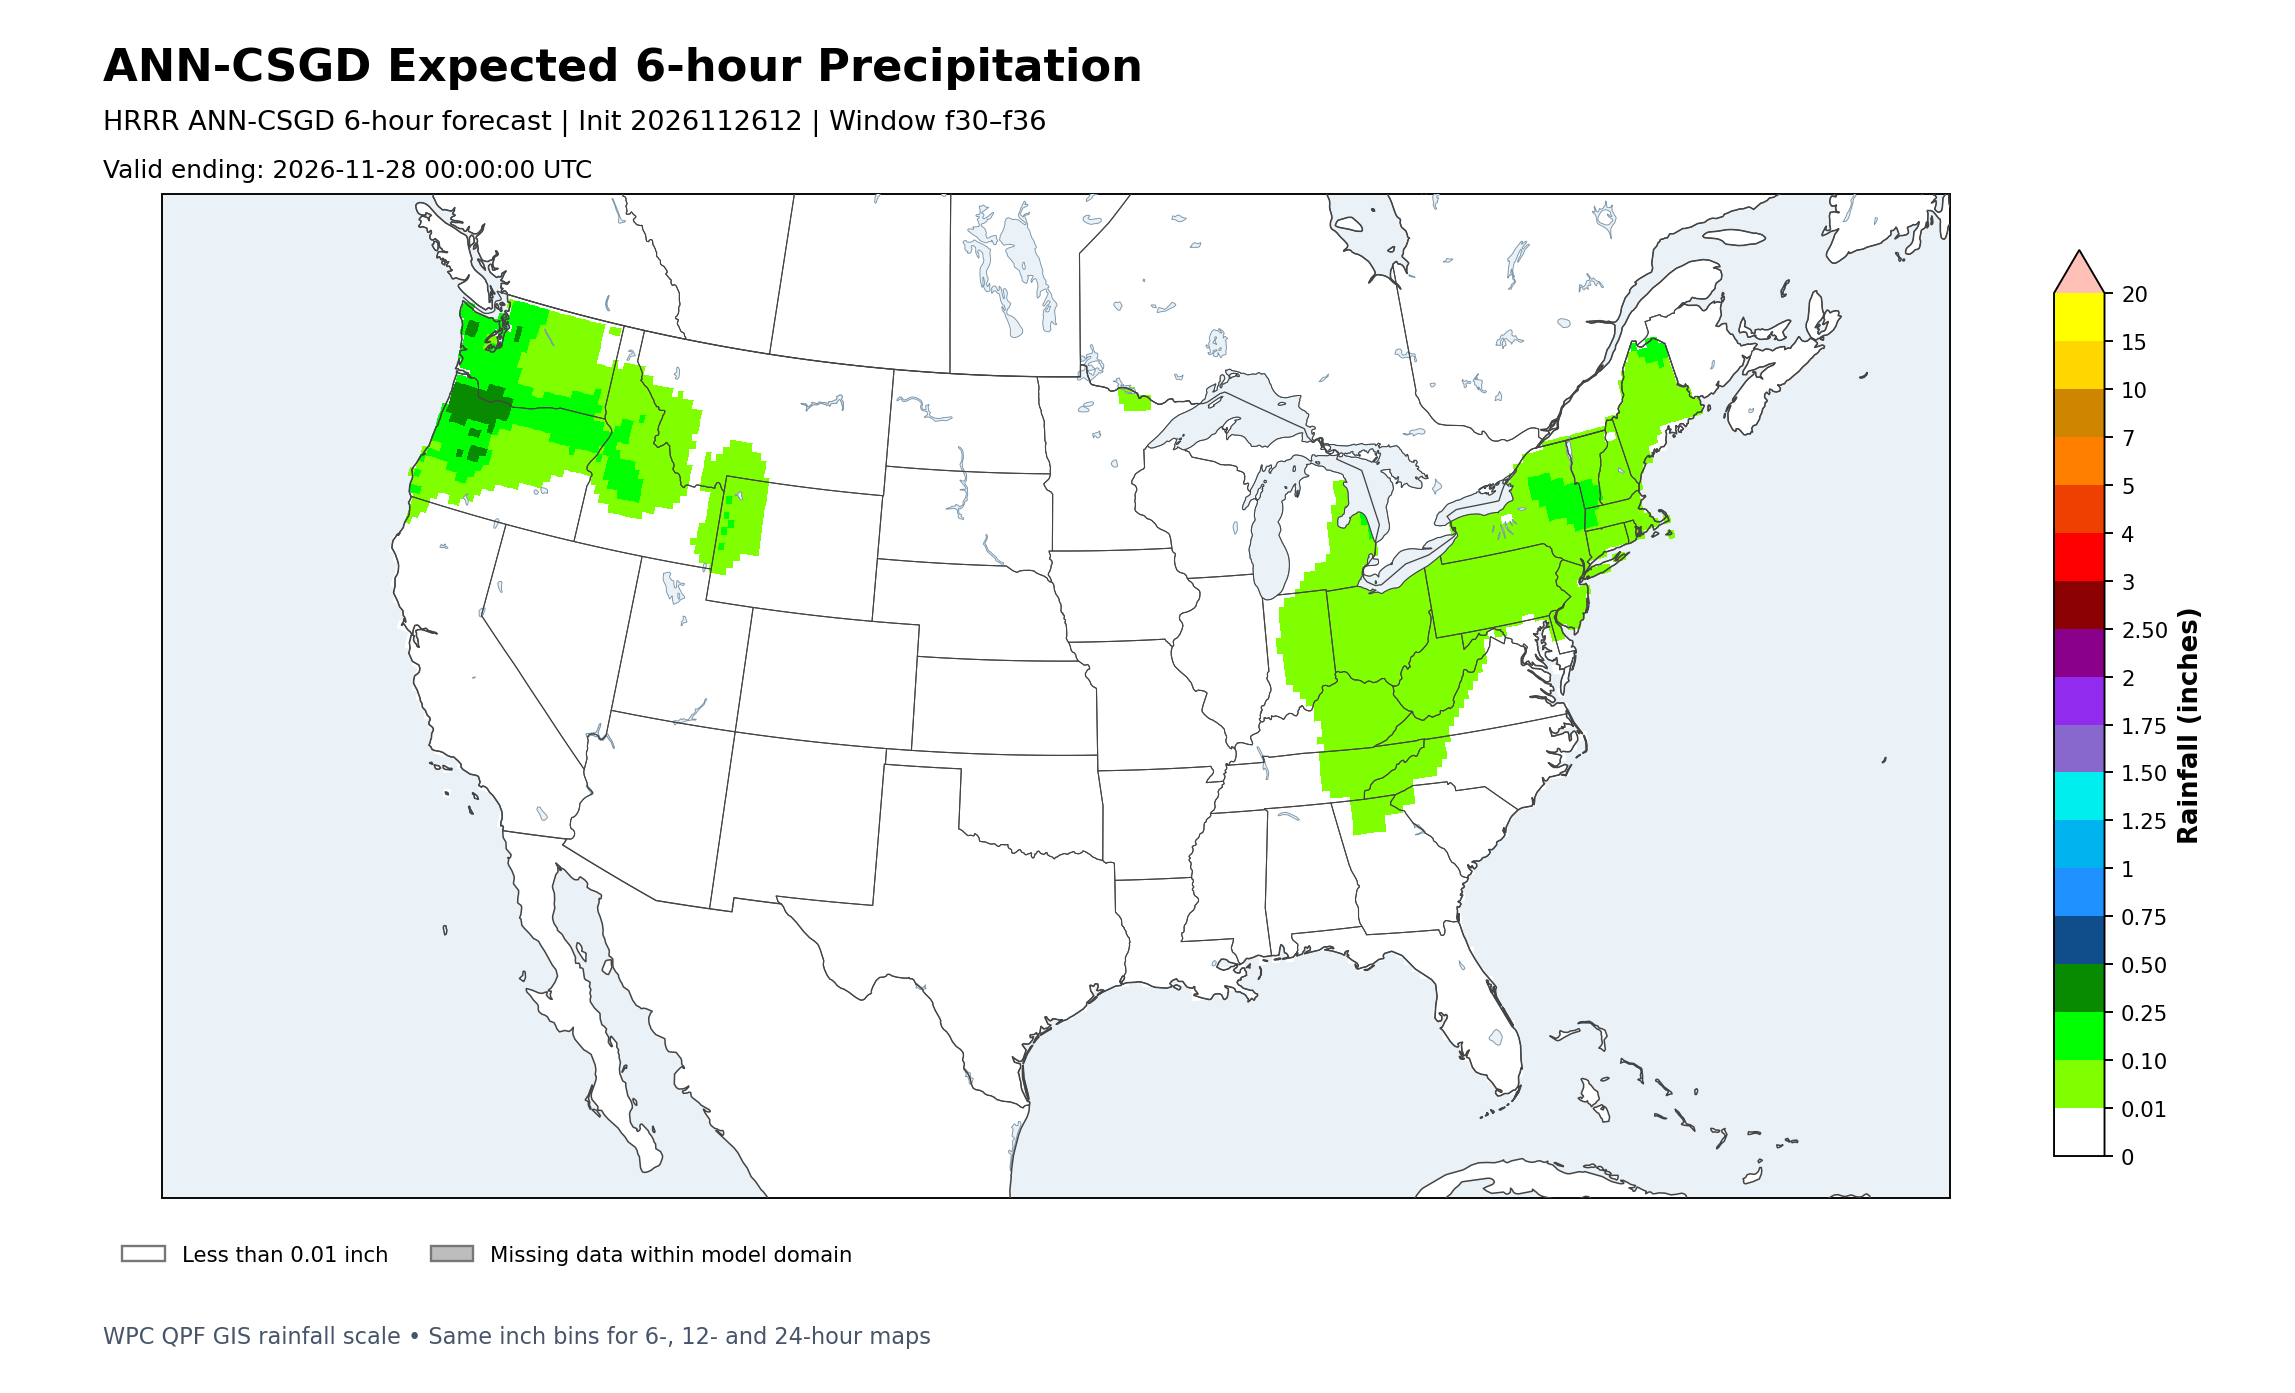 ANN-CSGD Expected 6-hour Precipitation
HRRR ANN-CSGD 6-hour forecast | Init 2026112612 | Window f30–f36
Valid ending: 2026-11-28 00:00:00 UTC
20
15
10
7
5
4
3
2.50
2
1.75
1.50
1.25
1
0.75
0.50
0.25
0.10
0.01
0
Rainfall (inches)
Less than 0.01 inch
Missing data within model domain
WPC QPF GIS rainfall scale • Same inch bins for 6-, 12- and 24-hour maps